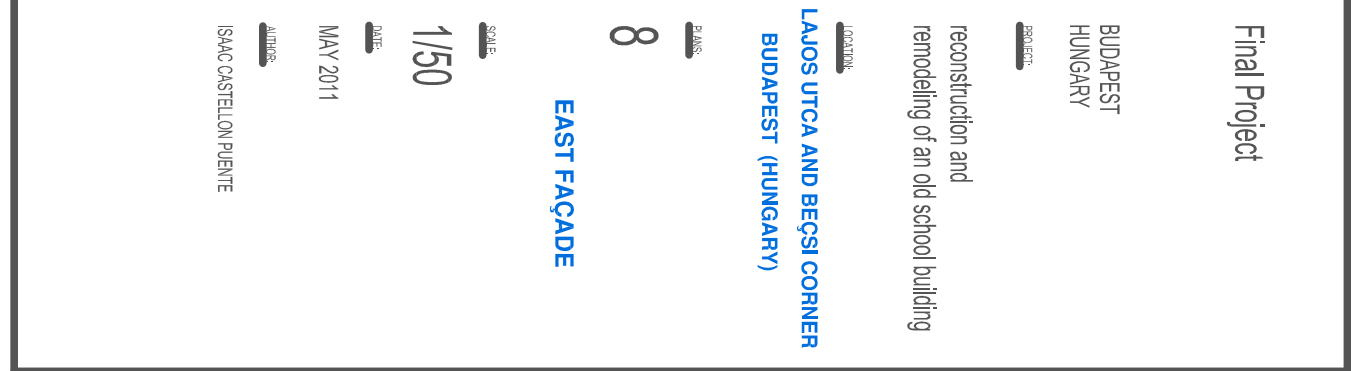 Final Project
BUDAPEST
HUNGARY
PROJECT:
reconstruction and
remodeling of an old school building
LOCATION:
LAJOS UTCA AND BEÇSI CORNER
BUDAPEST (HUNGARY)
PLANS:
8
EAST FAÇADE
SCALE:
1/50
DATE:
MAY 2011
AUTHOR:
ISAAC CASTELLON PUENTE